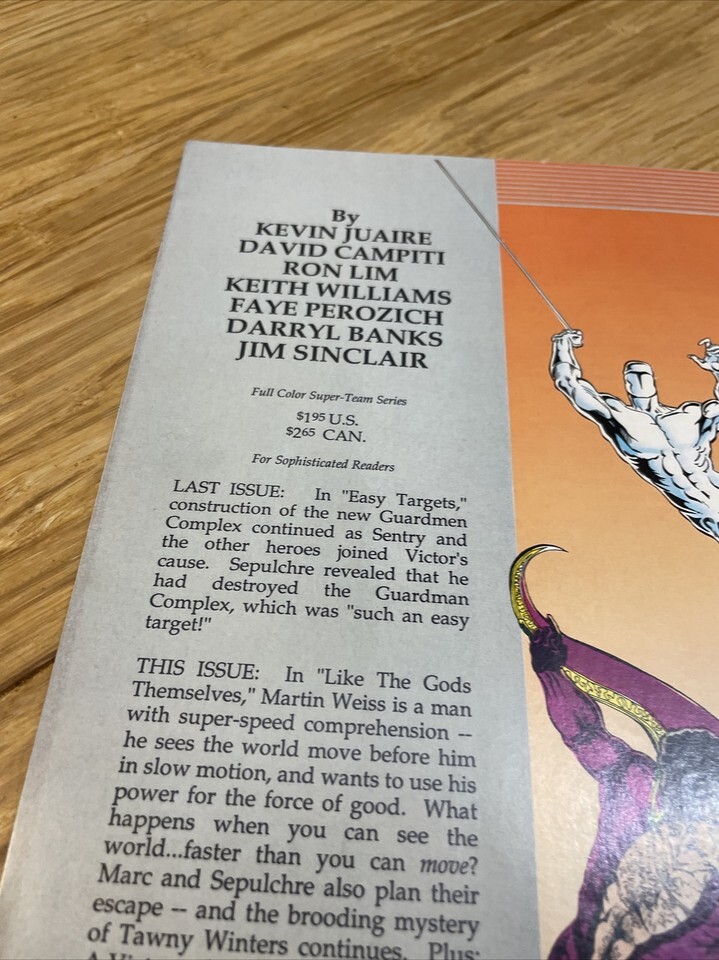 By
KEVIN JUAIRE
DAVID CAMPITI
RON LIM
KEITH WILLIAMS
FAYE PEROZICH
DARRYL BANKS
JIM SINCLAIR
Full Color Super-Team Series
$195 U.S.
$265 CAN.
For Sophisticated Readers
LAST ISSUE: In "Easy Targets,"
construction of the new Guardmen
Complex continued as Sentry and
the other heroes joined Victor's
cause. Sepulchre revealed that he
had destroyed the Guardman
Complex, which was "such an easy
target!"
THIS ISSUE: In "Like The Gods
Themselves," Martin Weiss is a man
with super-speed comprehension --
he sees the world move before him
in slow motion, and wants to use his
power for the force of good. What
happens when you can see the
world...faster than you can move?
Marc and Sepulchre also plan their
escape -- and the brooding mystery
of Tawny Winters continues. Plus: